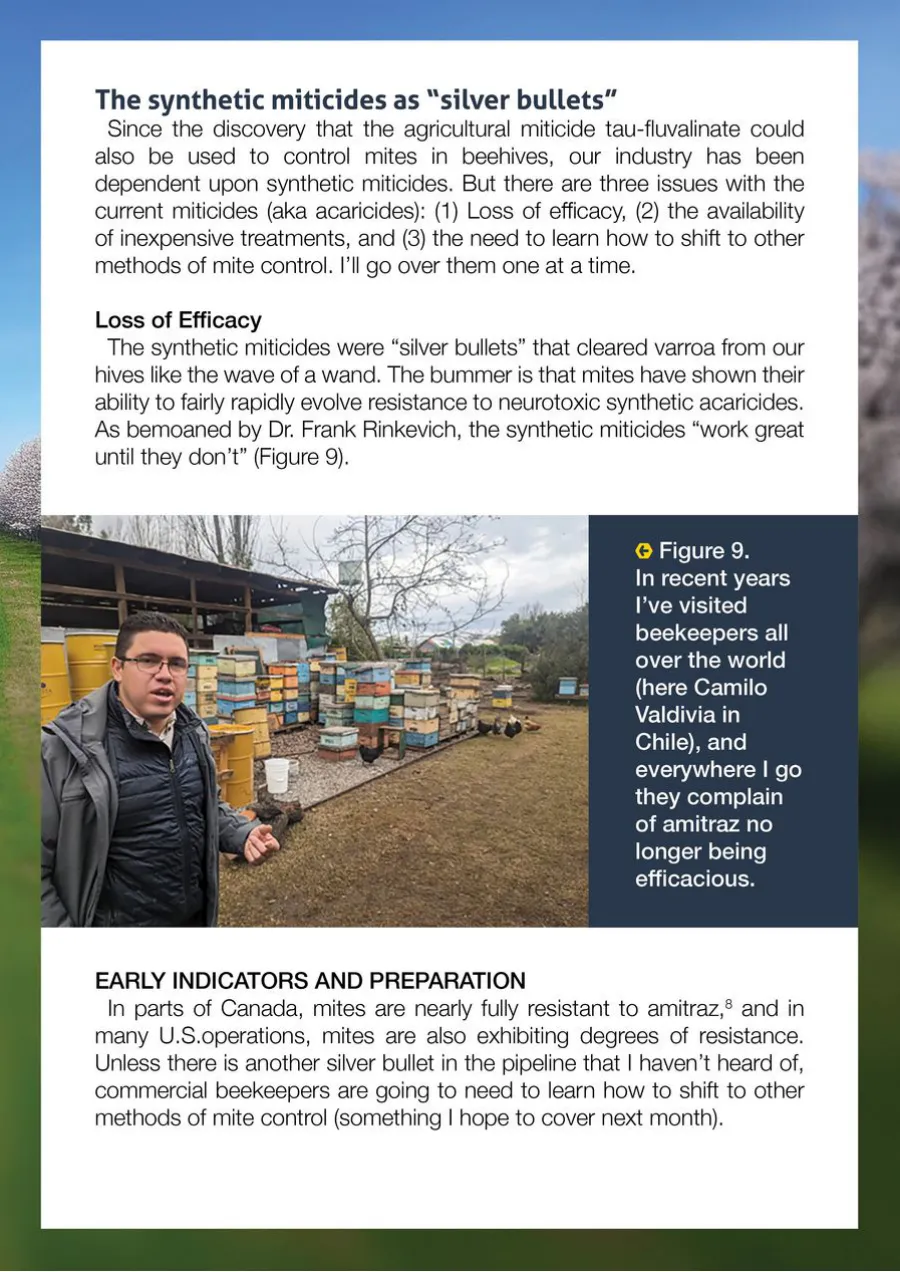 The synthetic miticides as “silver bullets”
Since the discovery that the agricultural miticide tau-fluvalinate could
also be used to control mites in beehives, our industry has been
dependent upon synthetic miticides. But there are three issues with the
current miticides (aka acaricides): (1) Loss of efficacy, (2) the availability
of inexpensive treatments, and (3) the need to learn how to shift to other
methods of mite control. I’ll go over them one at a time.
Loss of Efficacy
The synthetic miticides were “silver bullets” that cleared varroa from our
hives like the wave of a wand. The bummer is that mites have shown their
ability to fairly rapidly evolve resistance to neurotoxic synthetic acaricides.
As bemoaned by Dr. Frank Rinkevich, the synthetic miticides “work great
until they don’t” (Figure 9).
Figure 9.
In recent years
I’ve visited
beekeepers all
over the world
(here Camilo
Valdivia in
Chile), and
everywhere I go
they complain
of amitraz no
longer being
efficacious.
EARLY INDICATORS AND PREPARATION
In parts of Canada, mites are nearly fully resistant to amitraz,⁸ and in
many U.S.operations, mites are also exhibiting degrees of resistance.
Unless there is another silver bullet in the pipeline that I haven’t heard of,
commercial beekeepers are going to need to learn how to shift to other
methods of mite control (something I hope to cover next month).